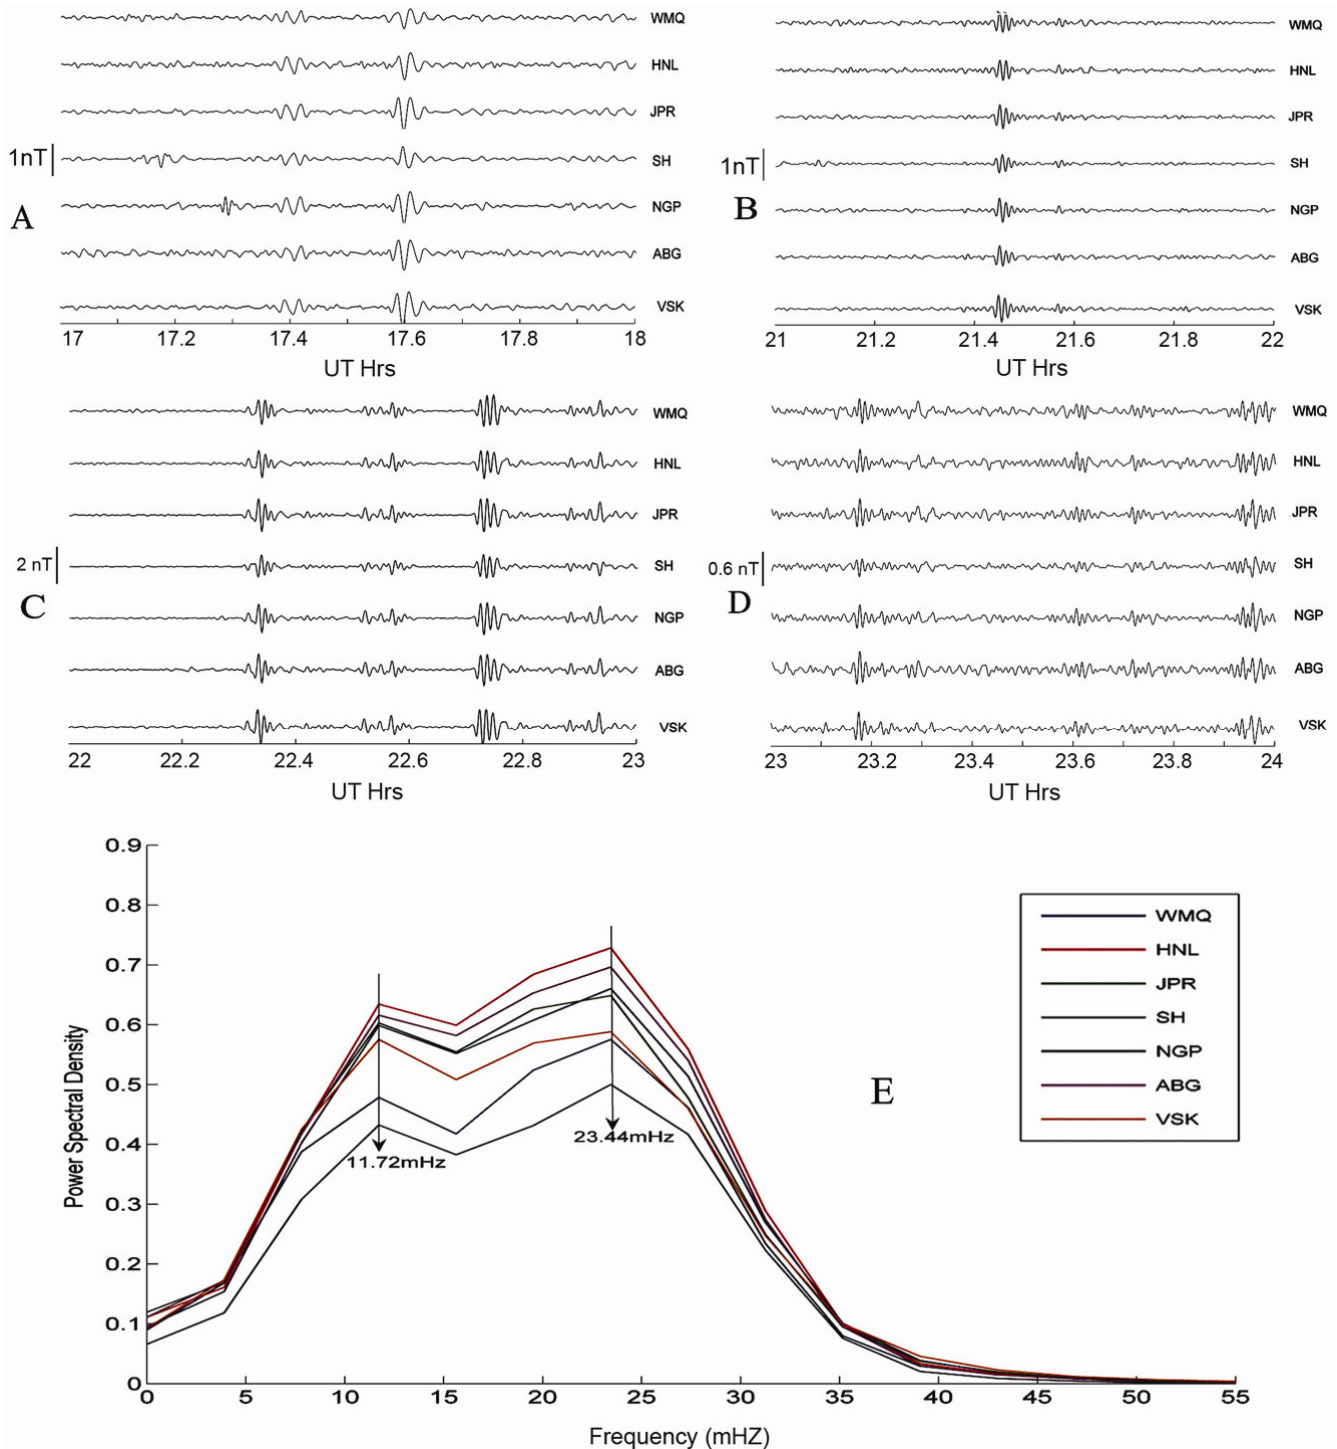 WMQ
HNL
JPR
1nT
SH
A
NGP
ABG
VSK
17 17.2 17.4 17.6 17.8 18
UT Hrs
WMQ
HNL
JPR
1nT
SH
B
NGP
ABG
VSK
21 21.2 21.4 21.6 21.8 22
UT Hrs
WMQ
HNL
JPR
2 nT
SH
C
NGP
ABG
VSK
22 22.2 22.4 22.6 22.8 23
UT Hrs
WMQ
HNL
JPR
0.6 nT
SH
D
NGP
ABG
VSK
23 23.2 23.4 23.6 23.8 24
UT Hrs
Power Spectral Density
0.9
0.8
0.7
0.6
0.5
0.4
0.3
0.2
0.1
0
11.72mHz
23.44mHz
E
WMQ
HNL
JPR
SH
NGP
ABG
VSK
0 5 10 15 20 25 30 35 40 45 50 55
Frequency (mHZ)